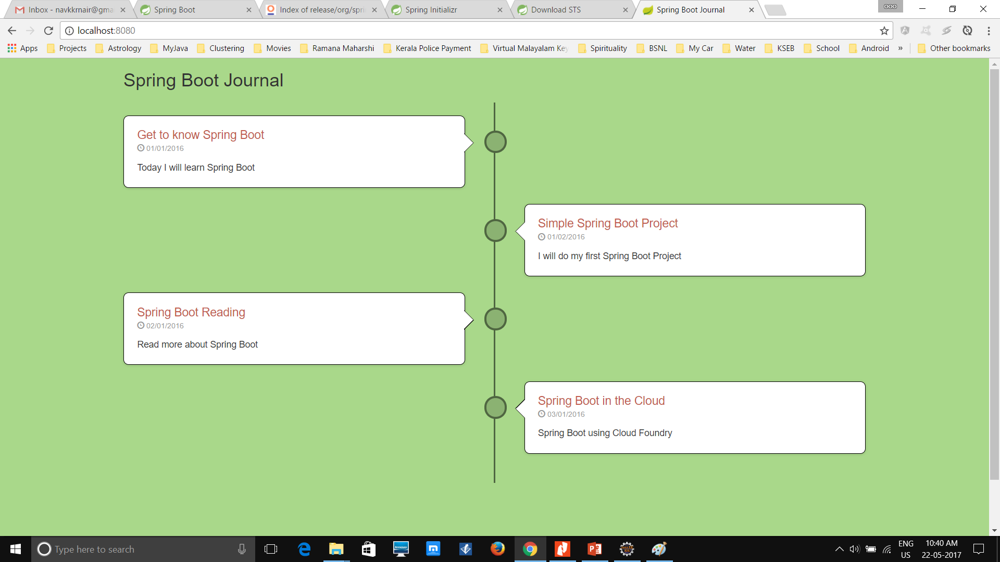 Inbox - navkkrnair@gma
Spring Boot
Index of release/org/spri
Spring Initializr
Download STS
Spring Boot Journal
localhost:8080
Apps
Projects
Astrology
MyJava
Clustering
Movies
Ramana Maharshi
Kerala Police Payment
Virtual Malayalam Key
Spirituality
BSNL
My Car
Water
KSEB
School
Android
»
Other bookmarks
Spring Boot Journal
Get to know Spring Boot
01/01/2016
Today I will learn Spring Boot
Simple Spring Boot Project
01/02/2016
I will do my first Spring Boot Project
Spring Boot Reading
02/01/2016
Read more about Spring Boot
Spring Boot in the Cloud
03/01/2016
Spring Boot using Cloud Foundry
Type here to search
ENG
US
10:40 AM
22-05-2017